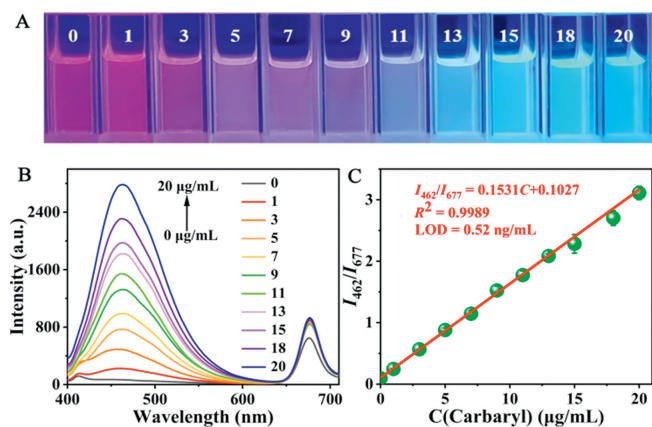 A
0 1 3 5 7 9 11 13 15 18 20
B
Intensity (a.u.)
2400
1600
800
0
20 μg/mL
0 μg/mL
0
1
3
5
7
9
11
13
15
18
20
400 450 500 550 600 650 700
Wavelength (nm)
C
I462/I677
3
2
1
0
I462/I677 = 0.1531C+0.1027
R² = 0.9989
LOD = 0.52 ng/mL
0 5 10 15 20
C(Carbaryl) (μg/mL)